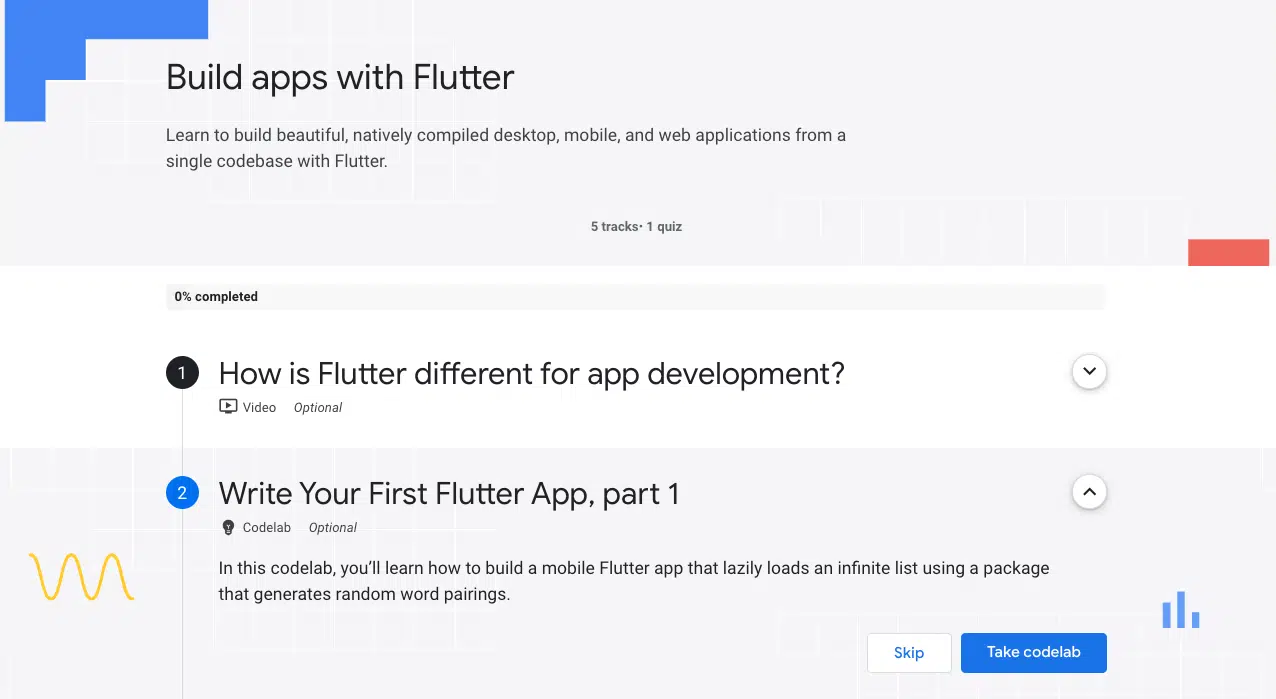 Build apps with Flutter
Learn to build beautiful, natively compiled desktop, mobile, and web applications from a
single codebase with Flutter.
5 tracks• 1 quiz
0% completed
1 How is Flutter different for app development?
Video Optional
2 Write Your First Flutter App, part 1
Codelab Optional
In this codelab, you’ll learn how to build a mobile Flutter app that lazily loads an infinite list using a package
that generates random word pairings.
Skip Take codelab